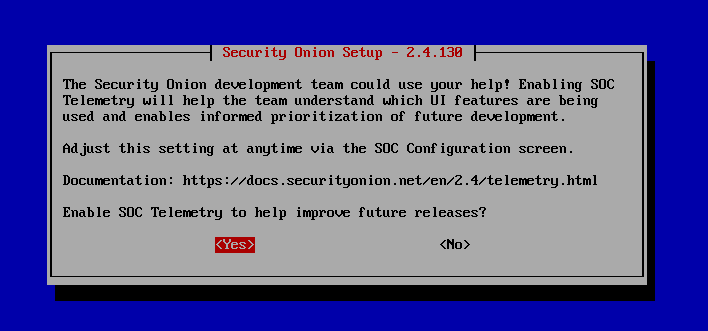 Security Onion Setup - 2.4.130
The Security Onion development team could use your help! Enabling SOC
Telemetry will help the team understand which UI features are being
used and enables informed prioritization of future development.
Adjust this setting at anytime via the SOC Configuration screen.
Documentation: https://docs.securityonion.net/en/2.4/telemetry.html
Enable SOC Telemetry to help improve future releases?
<Yes> <No>